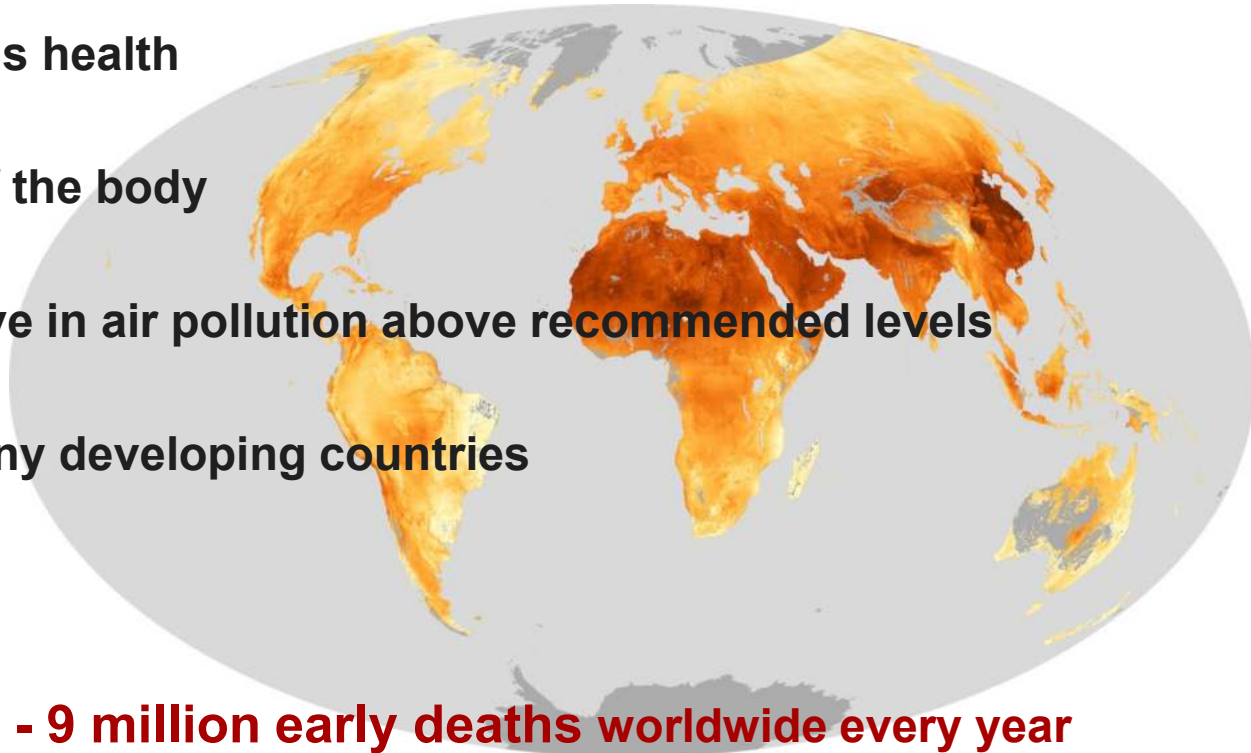 s health
the body
e in air pollution above recommended levels
ny developing countries
- 9 million early deaths worldwide every year